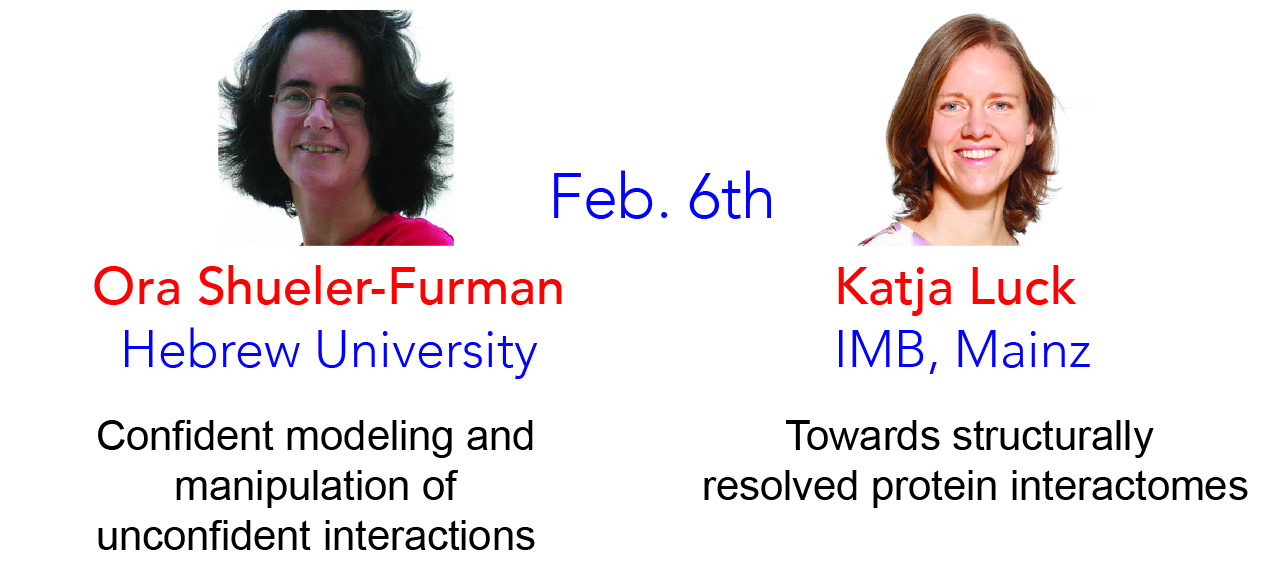 Feb. 6th
Ora Shueler-Furman
Hebrew University
Confident modeling and
manipulation of
unconfident interactions
Katja Luck
IMB, Mainz
Towards structurally
resolved protein interactomes